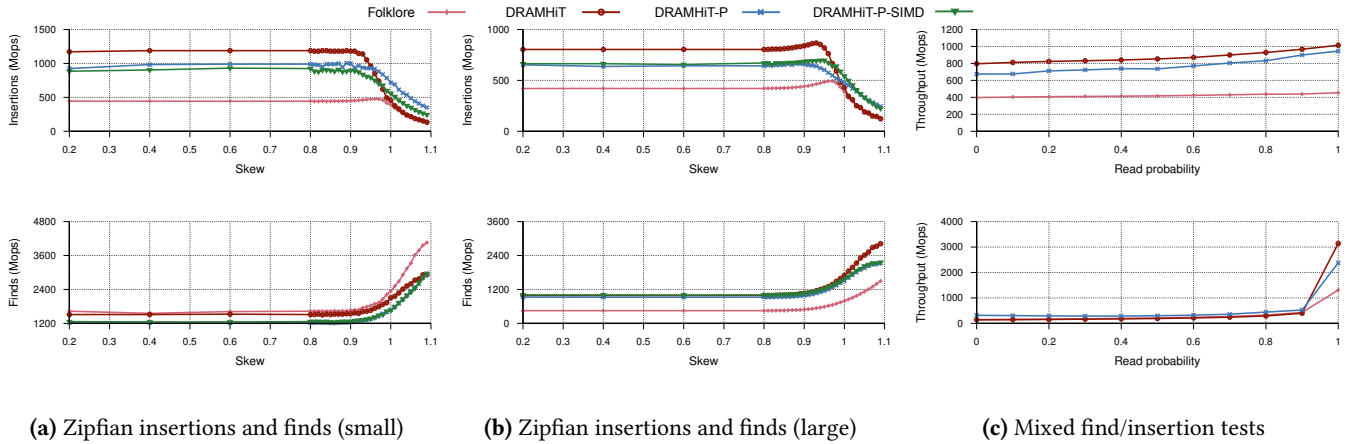 Folklore DRAMHiT DRAMHiT-P DRAMHiT-P-SIMD
Insertions (Mops)
1500
1000
500
0
0.2 0.3 0.4 0.5 0.6 0.7 0.8 0.9 1 1.1
Skew
Insertions (Mops)
1000
500
0
0.2 0.3 0.4 0.5 0.6 0.7 0.8 0.9 1 1.1
Skew
Throughput (Mops)
1200
1000
800
600
400
200
0
0 0.2 0.4 0.6 0.8 1
Read probability
Finds (Mops)
4800
3600
2400
1200
0.2 0.3 0.4 0.5 0.6 0.7 0.8 0.9 1 1.1
Skew
Finds (Mops)
3600
2400
1200
0
0.2 0.3 0.4 0.5 0.6 0.7 0.8 0.9 1 1.1
Skew
Throughput (Mops)
4000
3000
2000
1000
0
0 0.2 0.4 0.6 0.8 1
Read probability
(a) Zipfian insertions and finds (small)
(b) Zipfian insertions and finds (large)
(c) Mixed find/insertion tests